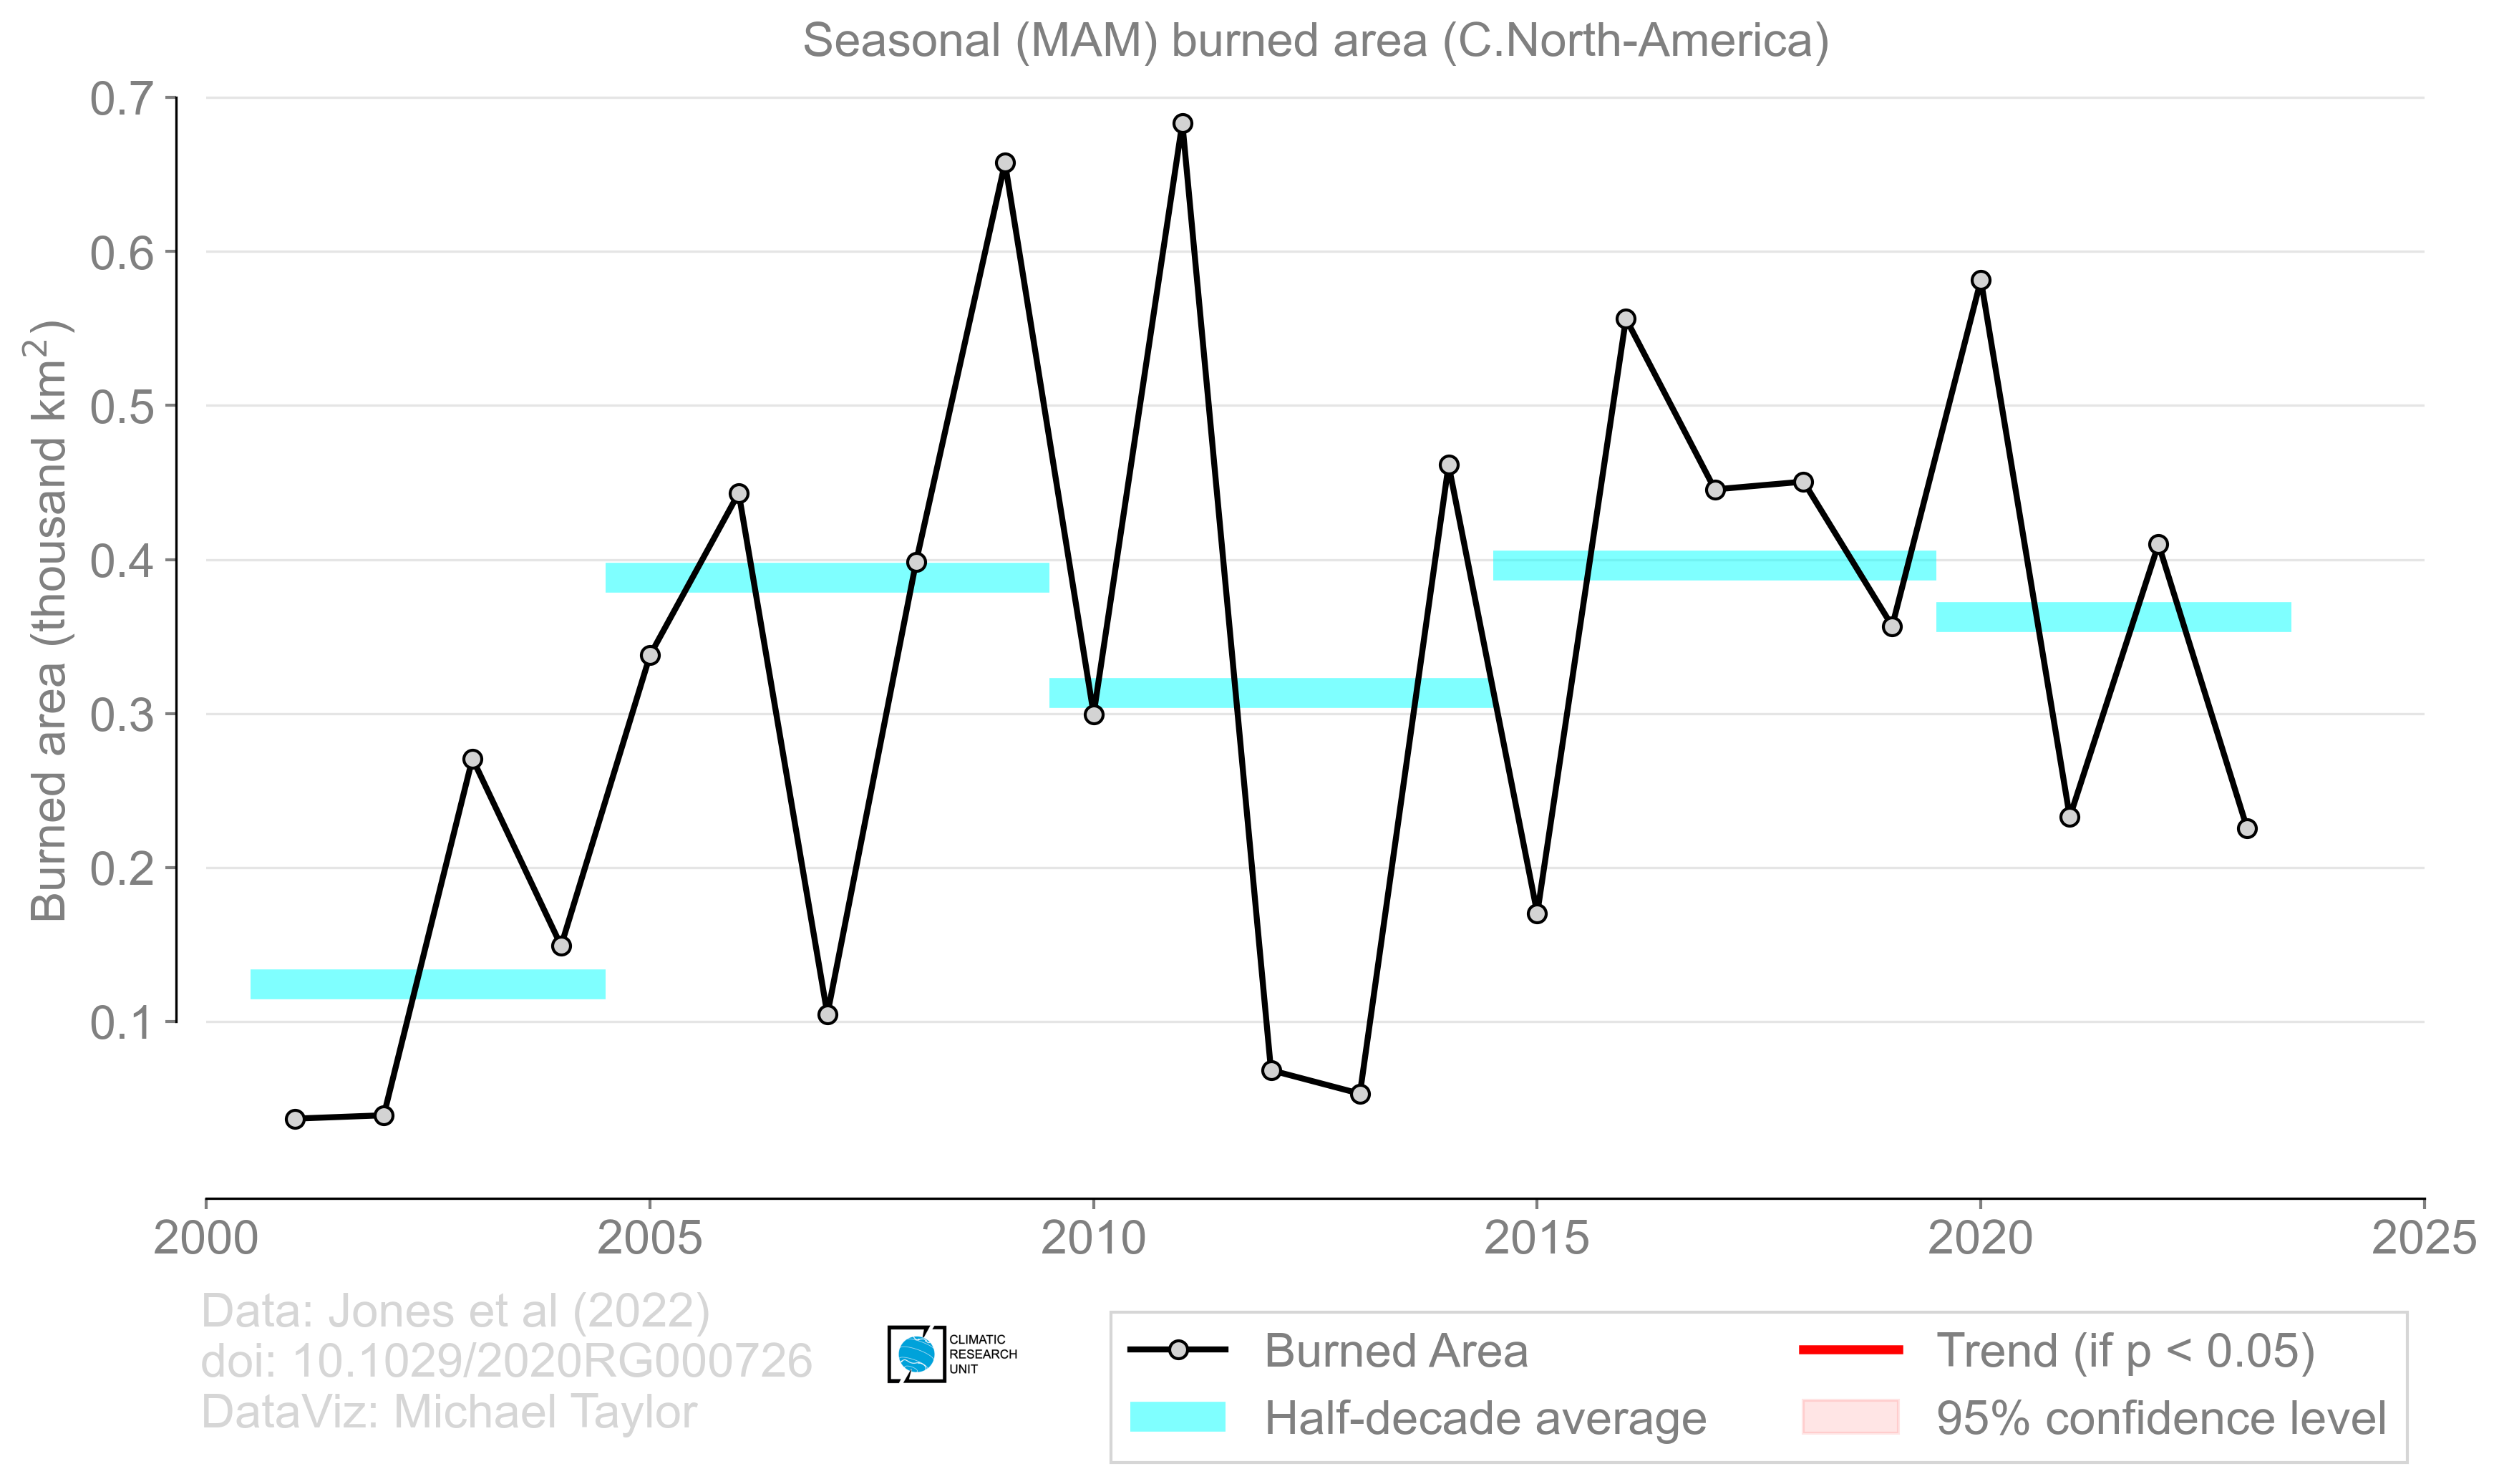 Seasonal (MAM) burned area (C.North-America)
Burned area (thousand km²)
0.7
0.6
0.5
0.4
0.3
0.2
0.1
2000 2005 2010 2015 2020 2025
Data: Jones et al (2022)
doi: 10.1029/2020RG000726
DataViz: Michael Taylor
CLIMATIC
RESEARCH
UNIT
Burned Area
Half-decade average
Trend (if p < 0.05)
95% confidence level